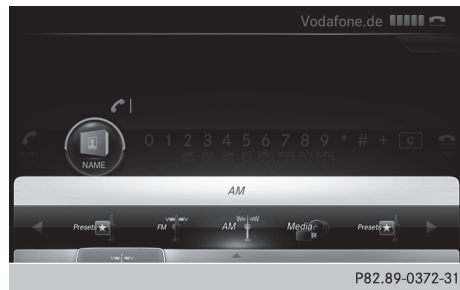 Vodafone.de
0 1 2 3 4 5 6 7 8 9 * # + C
NAME
AM
Presets FM AM Media Presets
P82.89-0372-31